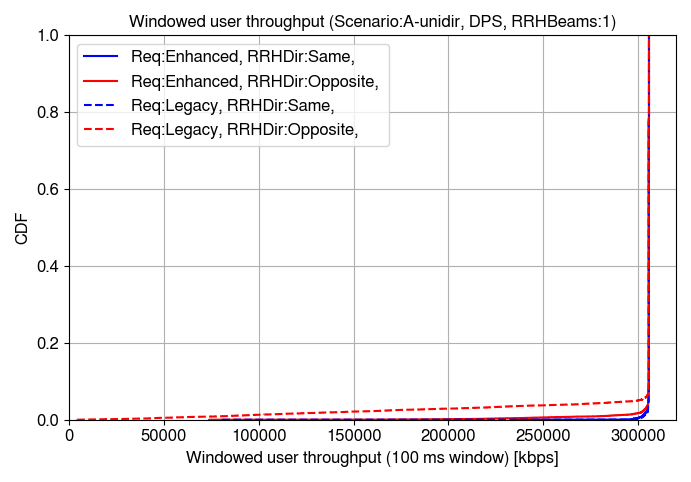 Windowed user throughput (Scenario:A-unidir, DPS, RRHBeams:1)
1.0
Req:Enhanced, RRHDir:Same,
Req:Enhanced, RRHDir:Opposite,
Req:Legacy, RRHDir:Same,
Req:Legacy, RRHDir:Opposite,
0.8
0.6
0.4
0.2
0.0
CDF
0 50000 100000 150000 200000 250000 300000
Windowed user throughput (100 ms window) [kbps]